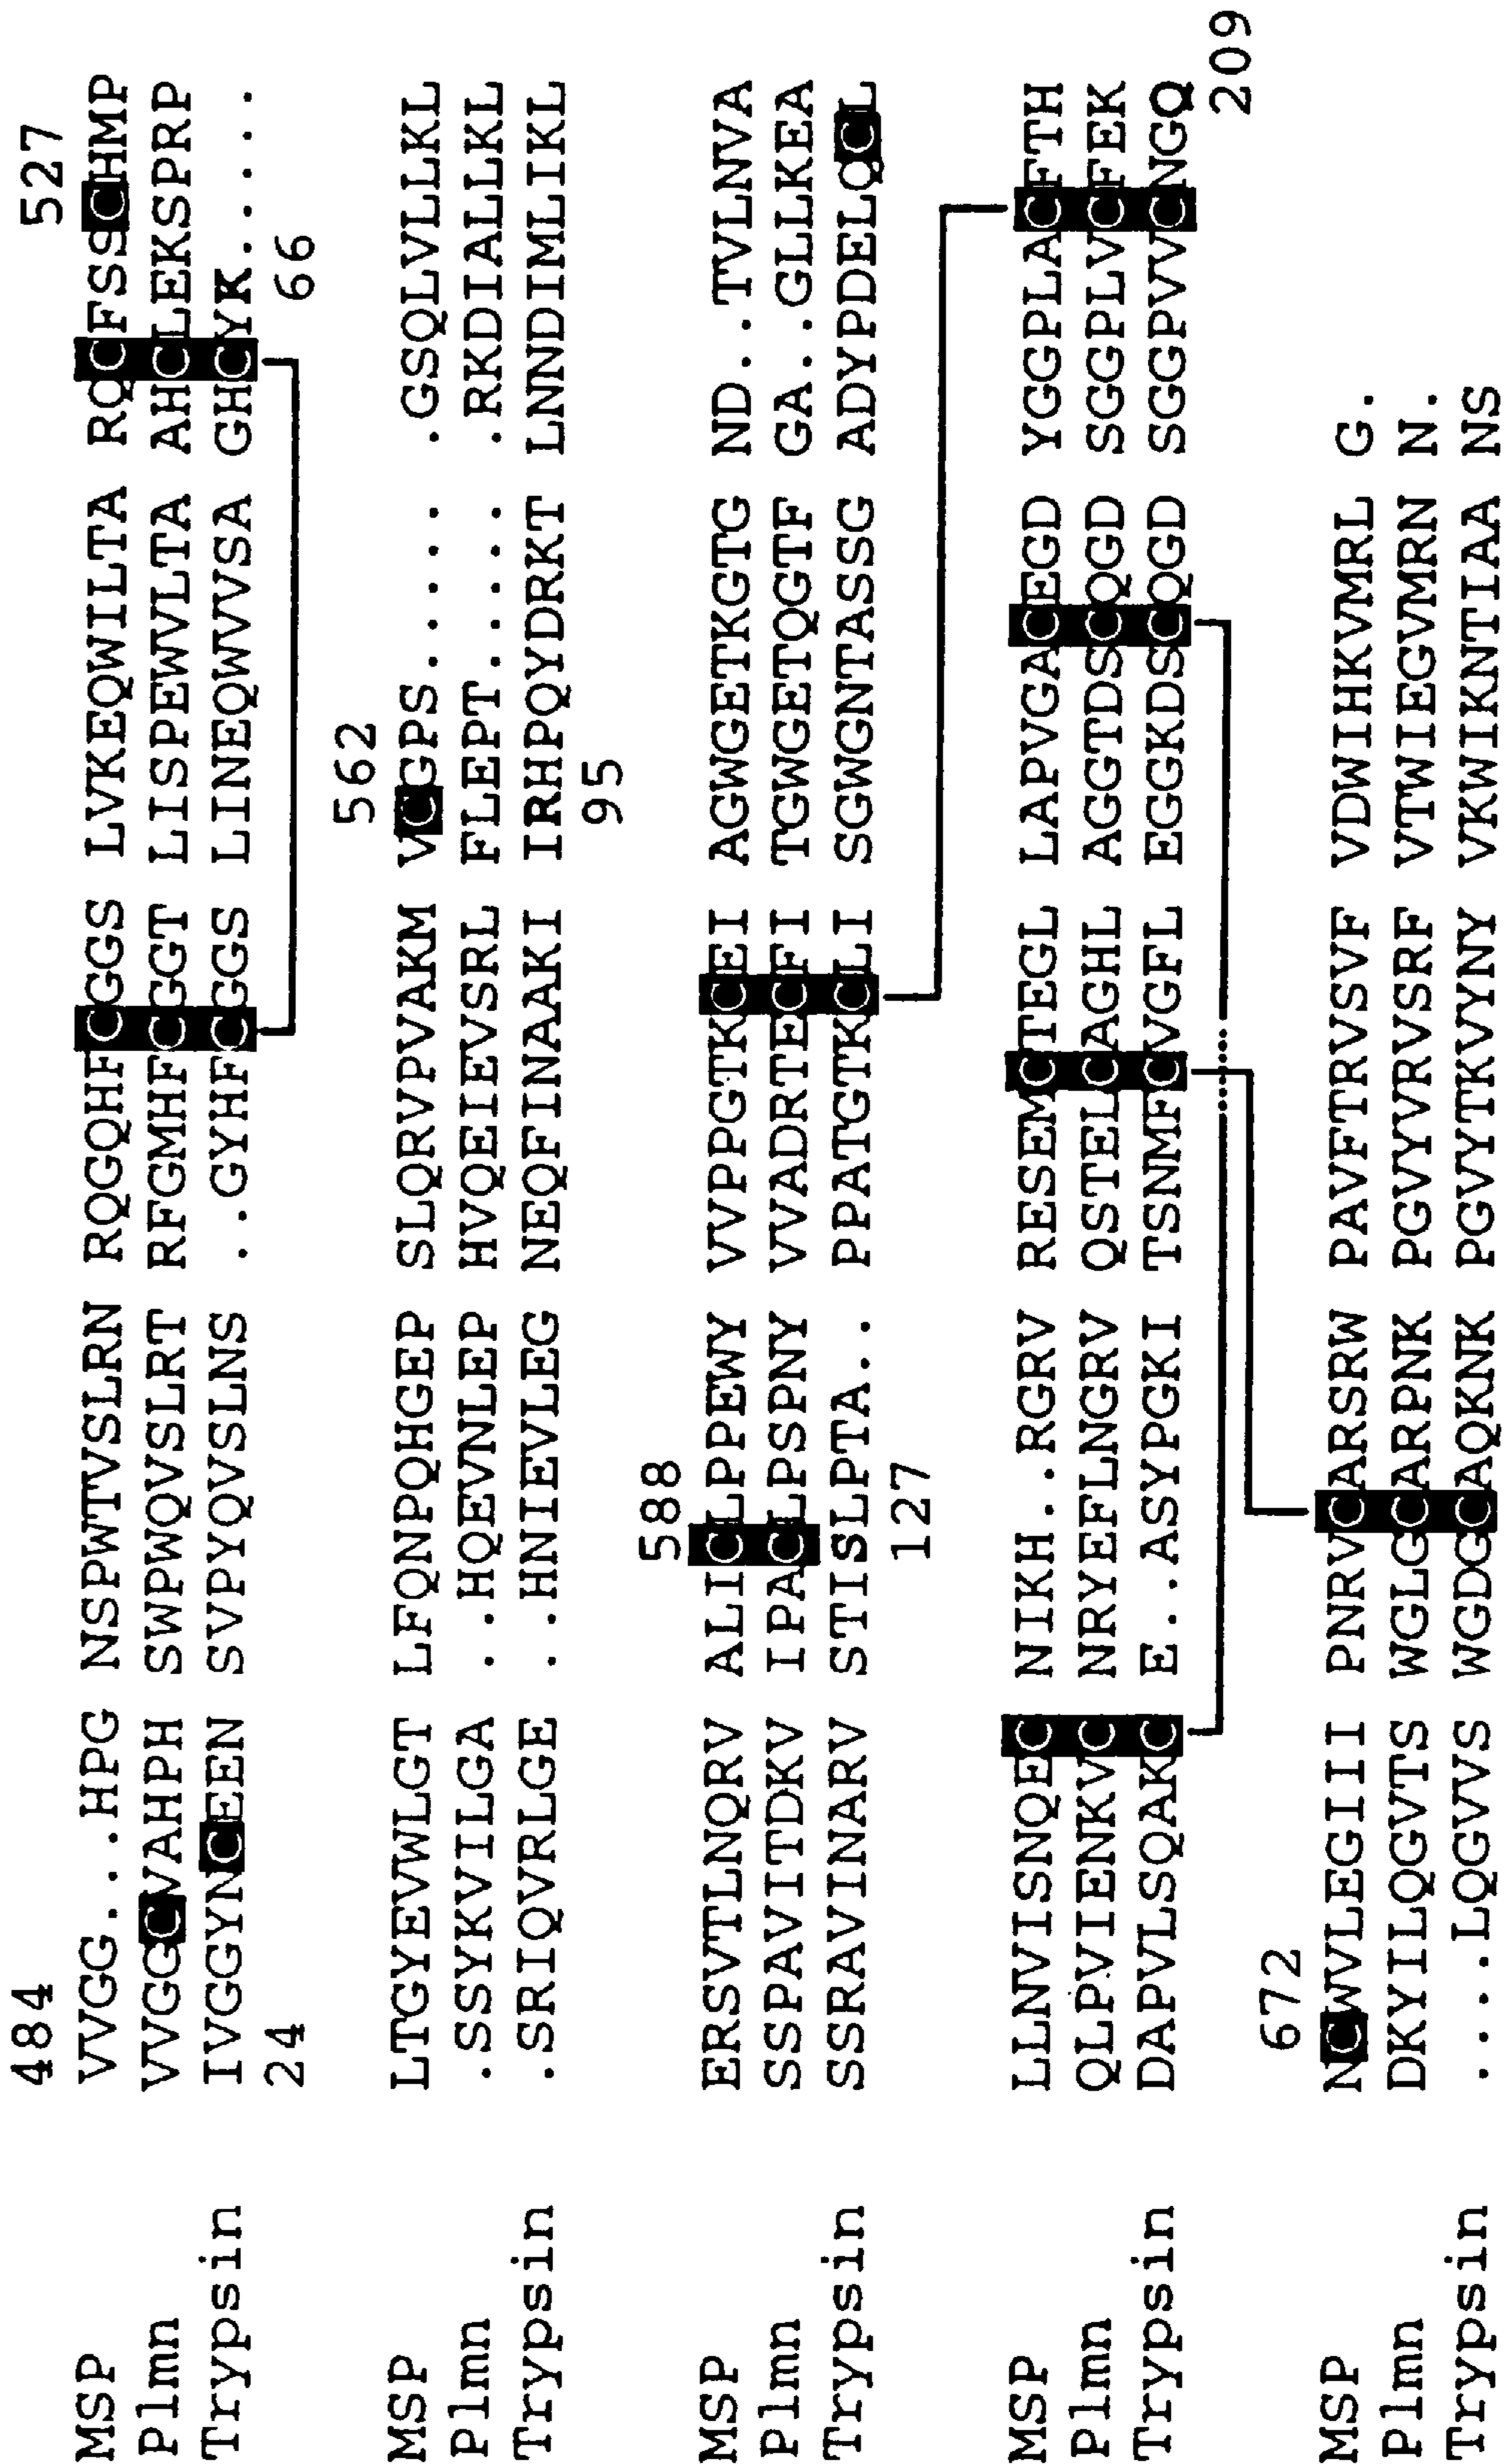 484 527
MSP VVGG...HPG NSPWTVSLRN RQGQHFCGGS LVKEQWILTA RQCFSSCHMP
Plmn VVGGCVAHPH SWPWQVSLRT RFGMHFCGGT LISPEWVLTA AHCLEKSPRP
Trypsin IVGGYNCEEN SVPYQVSLNS ..GYHFCGGS LINEQWVVSA GHCYK.....
24 66
562
MSP LTGYEVWLGT LFQNPQHGEP SLQRVPVAKM VCGPS..... .GSQLVLLKL
Plmn .SSYKVILGA ..HQEVNLEP HVQEIEVSRL FLEPT..... .RKDIALLKL
Trypsin .SRIQVRLGE ..HNIEVLEG NEQFINAAKI IRHPQYDRKT LNNDIMLIKL
95
588
MSP ERSVTLNQRV ALICLPPEWY VVPPGTKCEI AGWGETKGTG ND..TVLNVA
Plmn SSPAVITDKV IPACLPSPNY VVADRTECFI TGWGETQGTF GA..GLLKEA
Trypsin SSRAVINARV STISLPTA.. PPATGTKCLI SGWGNTASSG ADYPDELQCL
127
MSP LLNVISNQEC NIKH..RGRV RESEMCTEGL LAPVGACEGD YGGPLACFTH
Plmn QLPVIENKVC NRYEFLNGRV QSTELCAGHL AGGTDSCQGD SGGPLVCFEK
Trypsin DAPVLSQAKC E..ASYPGKI TSNMFCVGFL EGGKDSCQGD SGGPVVCNGQ
209
672
MSP NCWVLEGIII PNRVCARSRW PAVFTRVSVF VDWIHKVMRL G.
Plmn DKYILQGVTS WGLGCARPNK PGVYVRVSRF VTWIEGVMRN N.
Trypsin ....LQGVVS WGDGCAQKNK PGVYTKVYNY VKWIKNTIAA NS